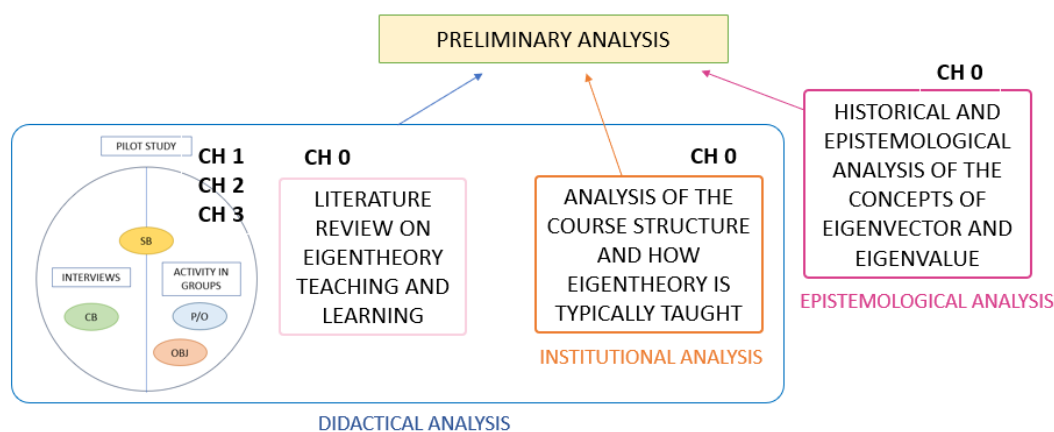 PRELIMINARY ANALYSIS
CH 0
HISTORICAL AND
EPISTEMOLOGICAL
ANALYSIS OF THE
CONCEPTS OF
EIGENVECTOR AND
EIGENVALUE
EPISTEMOLOGICAL ANALYSIS
PILOT STUDY
CH 1
CH 2
CH 3
SB
INTERVIEWS
ACTIVITY IN
GROUPS
CB
P/O
OBJ
CH 0
LITERATURE
REVIEW ON
EIGENTHEORY
TEACHING AND
LEARNING
CH 0
ANALYSIS OF THE
COURSE STRUCTURE
AND HOW
EIGENTHEORY IS
TYPICALLY TAUGHT
INSTITUTIONAL ANALYSIS
DIDACTICAL ANALYSIS